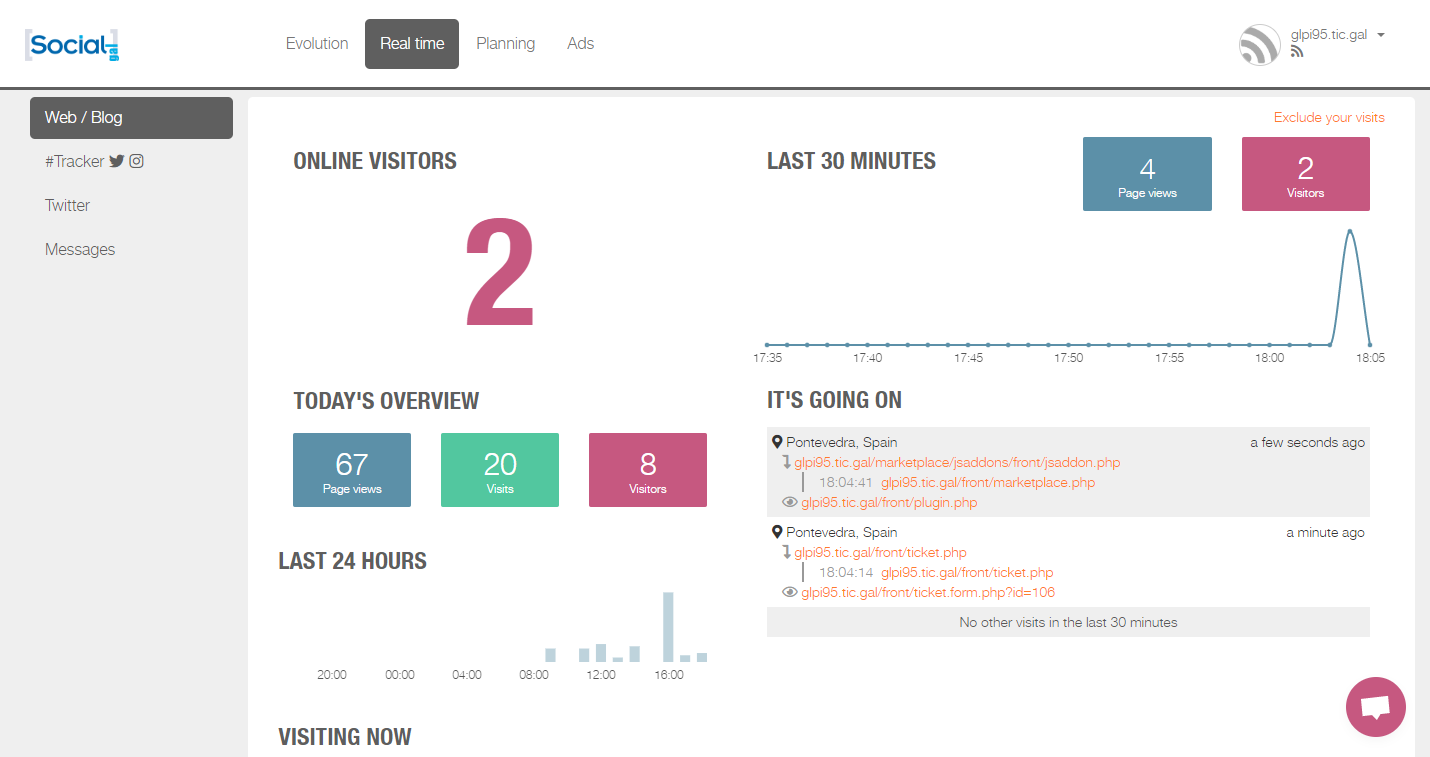 [Social gal]
Evolution
Real time
Planning
Ads
glpi95.tic.gal
Web / Blog
#Tracker
Twitter
Messages
Exclude your visits
ONLINE VISITORS
2
LAST 30 MINUTES
4
Page views
2
Visitors
17:35 17:40 17:45 17:50 17:55 18:00 18:05
TODAY'S OVERVIEW
67
Page views
20
Visits
8
Visitors
IT'S GOING ON
Pontevedra, Spain a few seconds ago
glpi95.tic.gal/marketplace/jsaddons/front/jsaddon.php
18:04:41 glpi95.tic.gal/front/marketplace.php
glpi95.tic.gal/front/plugin.php
Pontevedra, Spain a minute ago
glpi95.tic.gal/front/ticket.php
18:04:14 glpi95.tic.gal/front/ticket.php
glpi95.tic.gal/front/ticket.form.php?id=106
No other visits in the last 30 minutes
LAST 24 HOURS
20:00 00:00 04:00 08:00 12:00 16:00
VISITING NOW